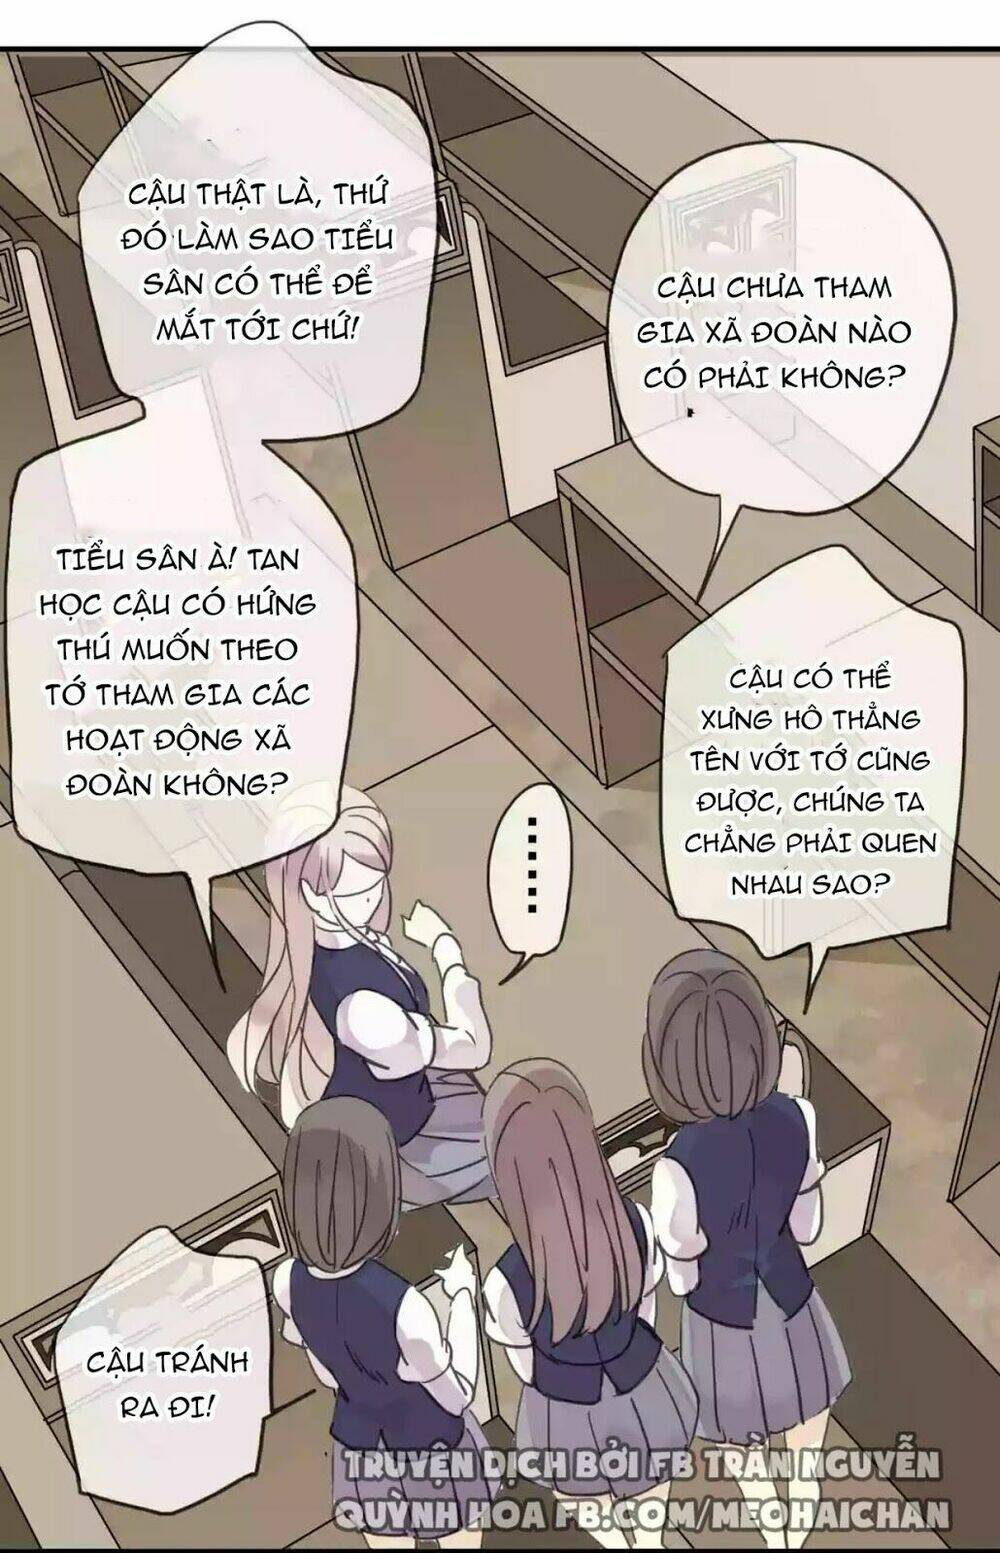 CẬU THẬT LÀ, THỨ
ĐÓ LÀM SAO TIỂU
SÂN CÓ THỂ ĐỂ
MẮT TỚI CHỨ!
CẬU CHƯA THAM
GIA XÃ ĐOÀN NÀO
CÓ PHẢI KHÔNG?
TIỂU SÂN À! TAN
HỌC CẬU CÓ HỨNG
THÚ MUỐN THEO
TỚ THAM GIA CÁC
HOẠT ĐỘNG XÃ
ĐOÀN KHÔNG?
CẬU CÓ THỂ
XƯNG HÔ THẲNG
TÊN VỚI TỚ CŨNG
ĐƯỢC, CHÚNG TA
CHẲNG PHẢI QUEN
NHAU SAO?
......
CẬU TRÁNH
RA ĐI!
TRUYỆN DỊCH BỞI FB TRẦN NGUYỄN
QUỲNH HOA FB.COM/MEOHAICHAN